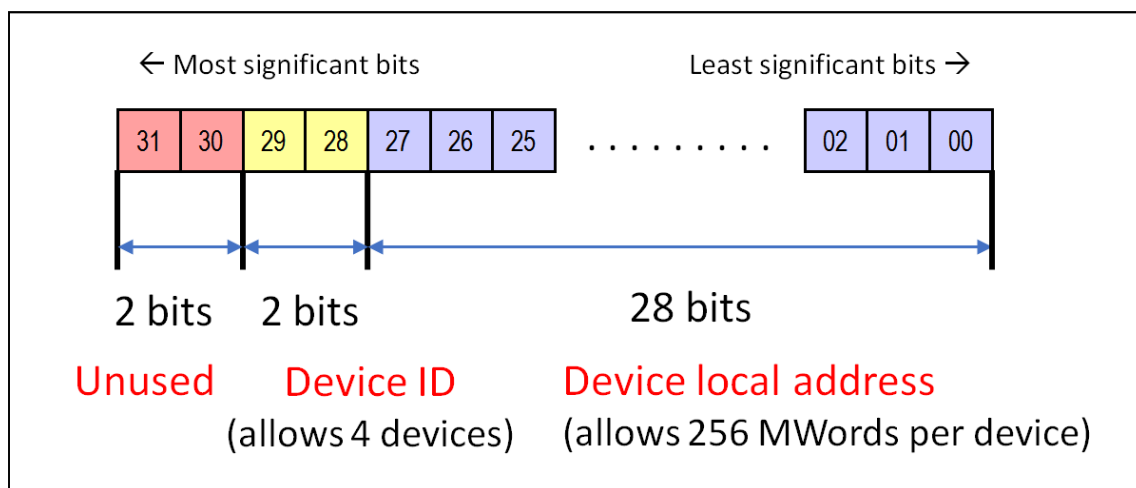 ← Most significant bits Least significant bits →
31 30 29 28 27 26 25 . . . . . . . . . 02 01 00
2 bits 2 bits 28 bits
Unused Device ID Device local address
(allows 4 devices) (allows 256 MWords per device)